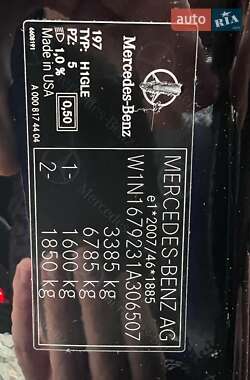 AUTO RIA
MERCEDES-BENZ AG
e1*2007/46*1885
W1N1679231A306507
3385 kg
6785 kg
1- 1600 kg
2- 1850 kg
Mercedes-Benz
197
TYP: H1GLE
PZ: 5 0,50
1,0 %
Made in USA
A 000 817 44 04
4608191